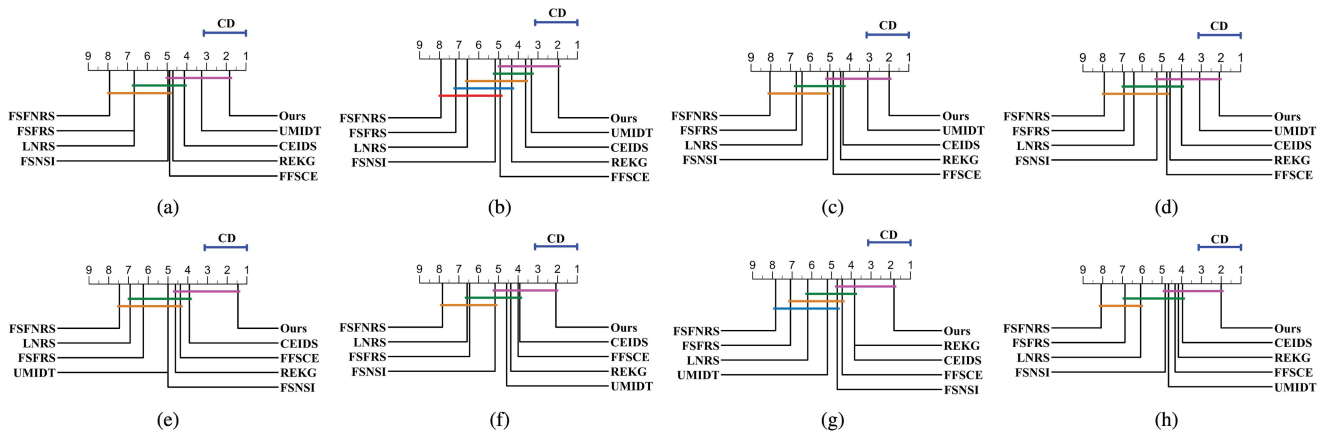 CD
9 8 7 6 5 4 3 2 1
FSFNRS
FSFRS
LNRS
FSNSI
Ours
UMIDT
CEIDS
REKG
FFSCE
(a)
CD
9 8 7 6 5 4 3 2 1
FSFNRS
FSFRS
LNRS
FSNSI
Ours
UMIDT
CEIDS
REKG
FFSCE
(b)
CD
9 8 7 6 5 4 3 2 1
FSFNRS
FSFRS
LNRS
FSNSI
Ours
UMIDT
CEIDS
REKG
FFSCE
(c)
CD
9 8 7 6 5 4 3 2 1
FSFNRS
FSFRS
LNRS
FSNSI
Ours
UMIDT
CEIDS
REKG
FFSCE
(d)
CD
9 8 7 6 5 4 3 2 1
FSFNRS
LNRS
FSFRS
UMIDT
Ours
CEIDS
FFSCE
REKG
FSNSI
(e)
CD
9 8 7 6 5 4 3 2 1
FSFNRS
LNRS
FSFRS
FSNSI
Ours
CEIDS
FFSCE
REKG
UMIDT
(f)
CD
9 8 7 6 5 4 3 2 1
FSFNRS
FSFRS
LNRS
UMIDT
Ours
REKG
CEIDS
FFSCE
FSNSI
(g)
CD
9 8 7 6 5 4 3 2 1
FSFNRS
FSFRS
LNRS
FSNSI
Ours
CEIDS
REKG
FFSCE
UMIDT
(h)